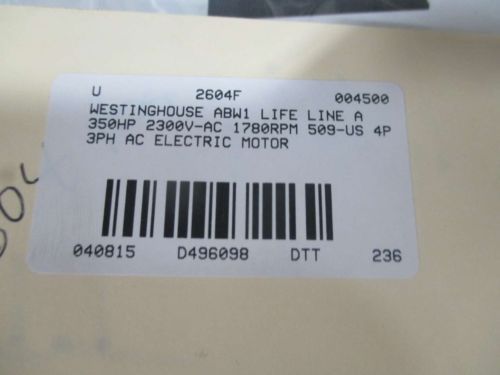 U 2604F 004500
WESTINGHOUSE ABW1 LIFE LINE A
350HP 2300V-AC 1780RPM 509-US 4P
3PH AC ELECTRIC MOTOR
040815 D496098 DTT 236